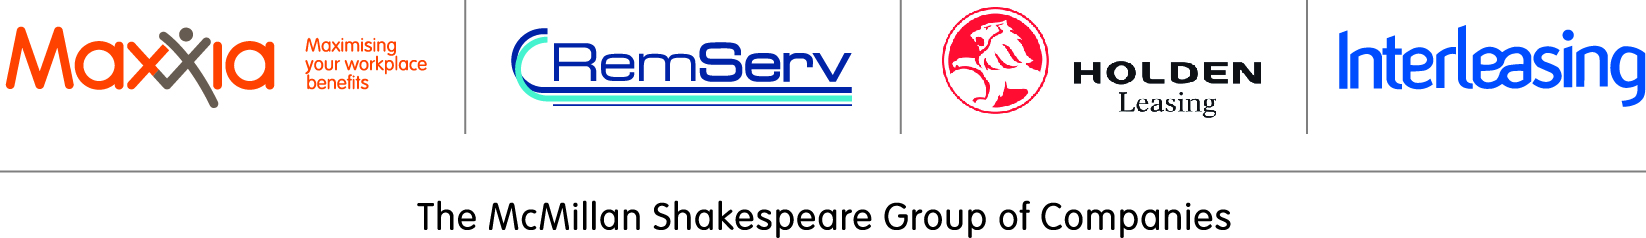 Maxxia
Maximising
your workplace
benefits
RemServ
HOLDEN
Leasing
Interleasing
The McMillan Shakespeare Group of Companies